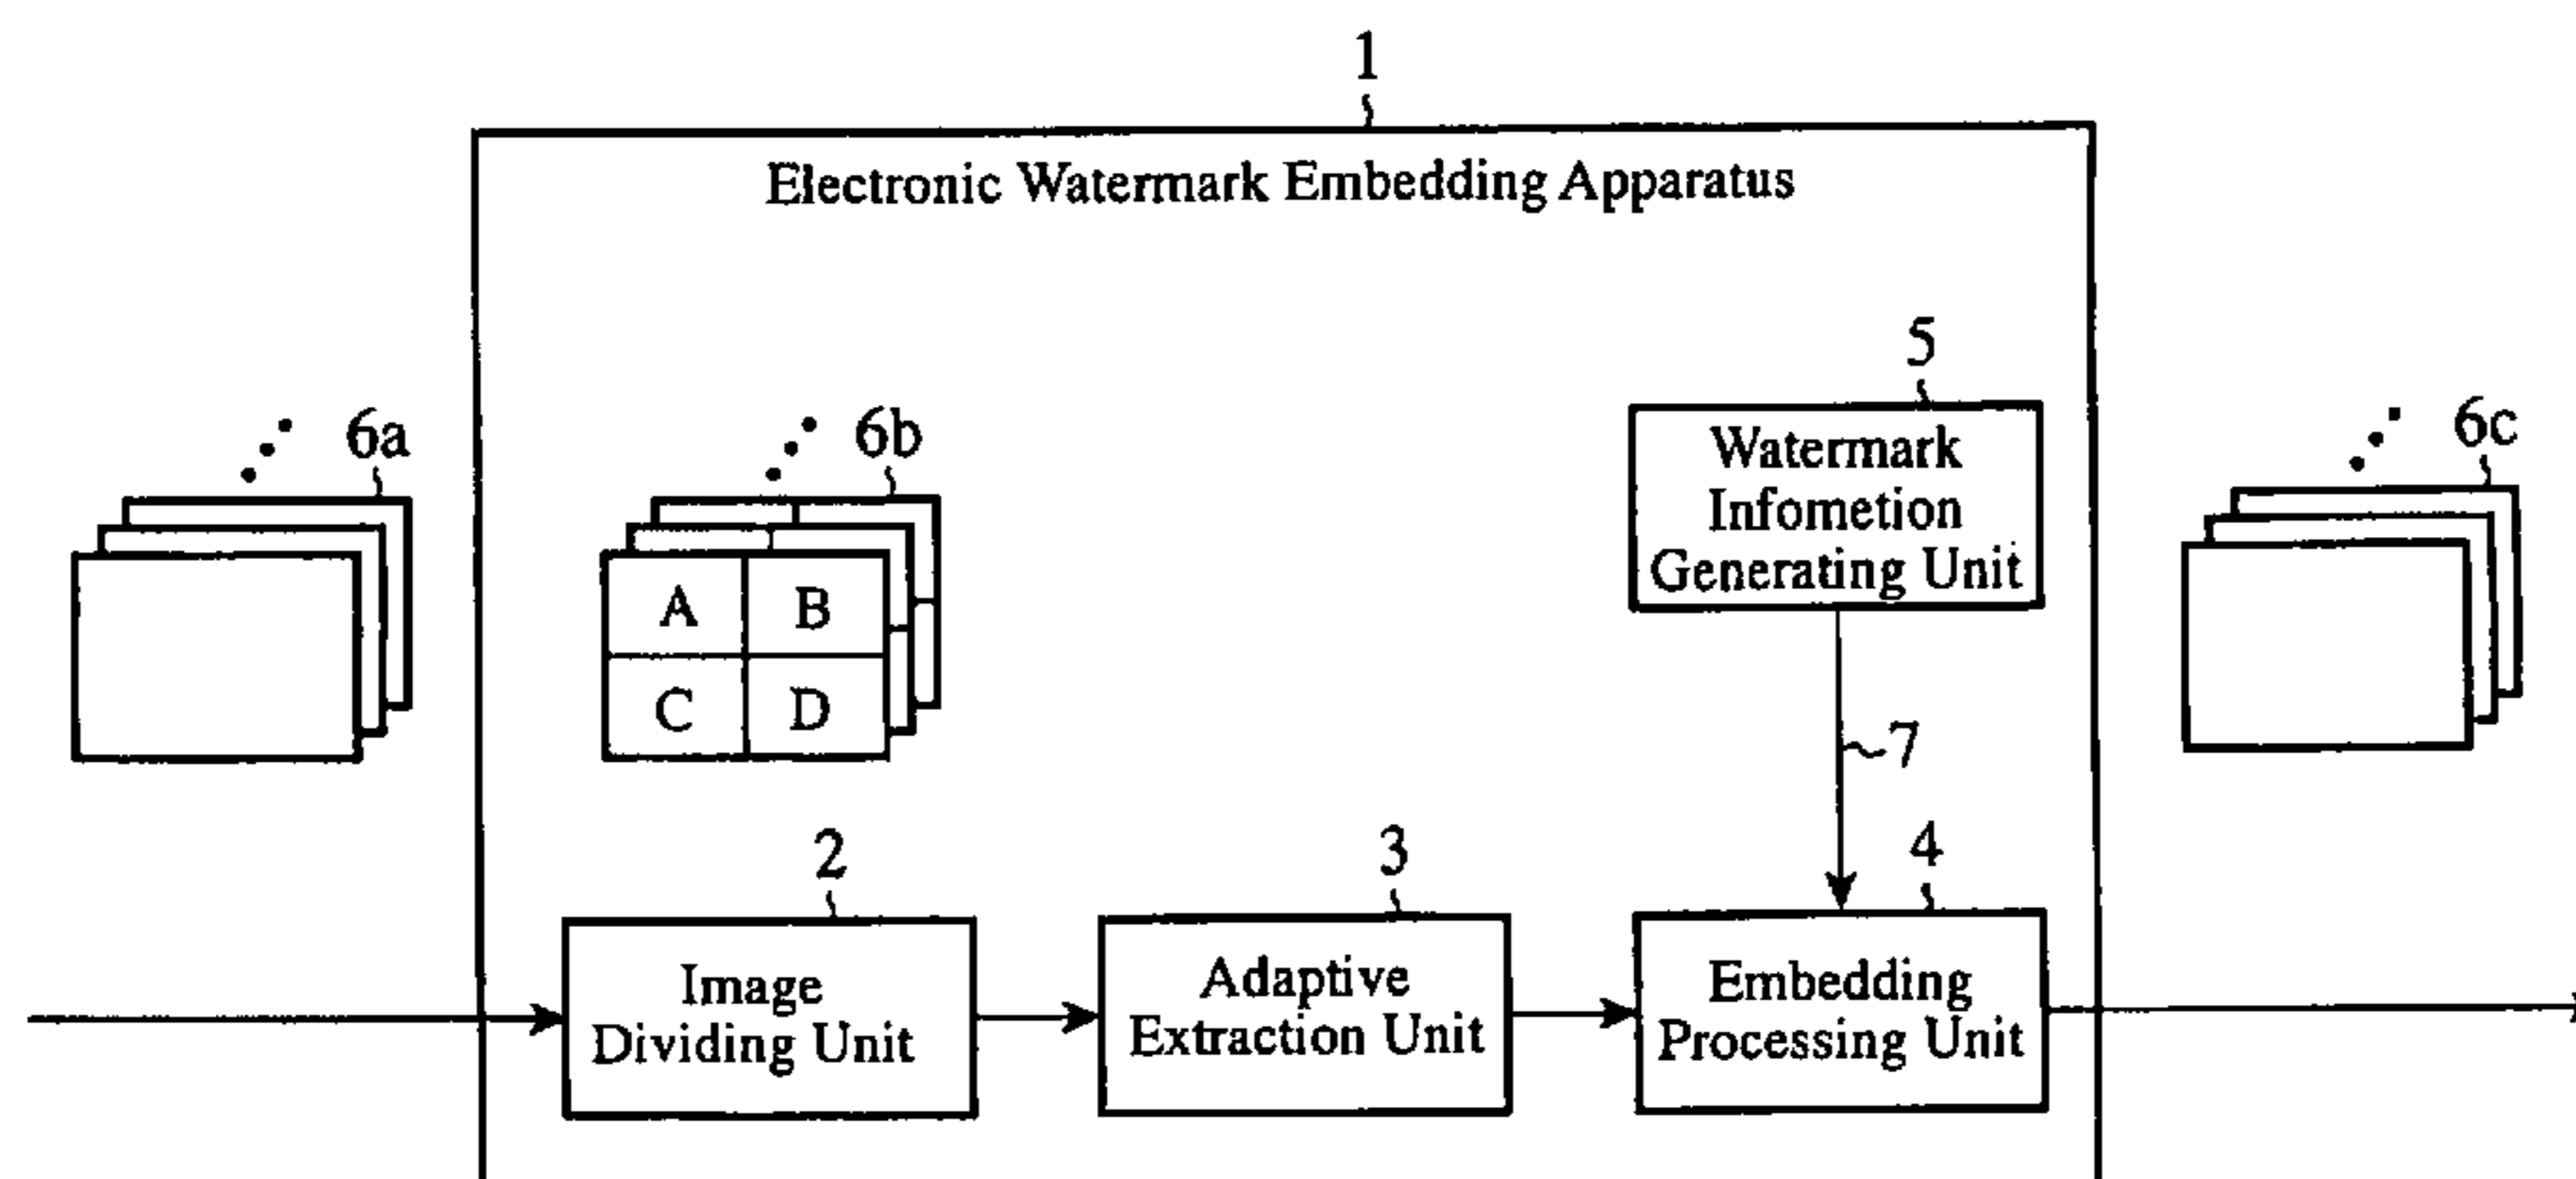 1
Electronic Watermark Embedding Apparatus
5
6a
6b
Watermark
Infometion
Generating Unit
6c
A B
C D
7
2
3
4
Image
Dividing Unit
Adaptive
Extraction Unit
Embedding
Processing Unit